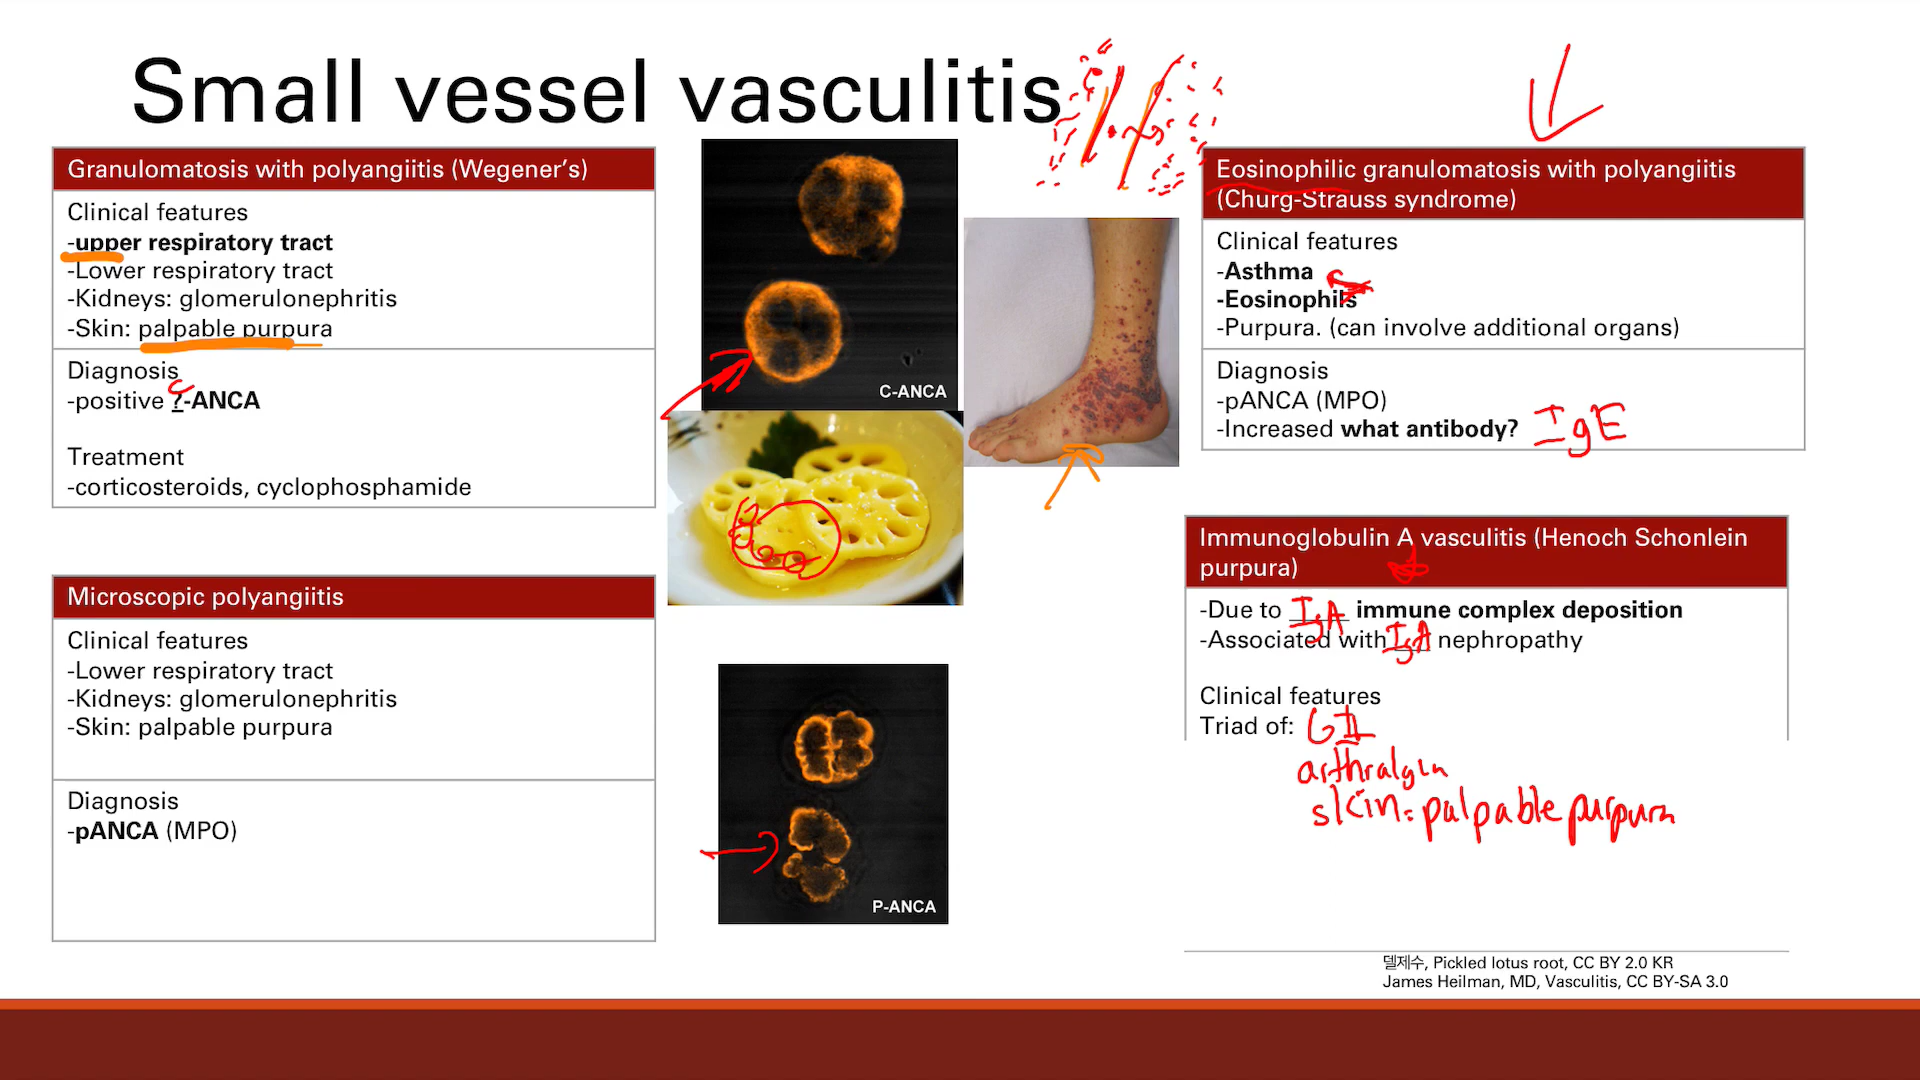 Small vessel vasculitis
Granulomatosis with polyangiitis (Wegener's)
Clinical features
-upper respiratory tract
-Lower respiratory tract
-Kidneys: glomerulonephritis
-Skin: palpable purpura
Diagnosis
c
-positive ?-ANCA
Treatment
-corticosteroids, cyclophosphamide
Microscopic polyangiitis
Clinical features
-Lower respiratory tract
-Kidneys: glomerulonephritis
-Skin: palpable purpura
Diagnosis
-pANCA (MPO)
C-ANCA
P-ANCA
Eosinophilic granulomatosis with polyangiitis
(Churg-Strauss syndrome)
Clinical features
-Asthma
-Eosinophils
-Purpura. (can involve additional organs)
Diagnosis
-pANCA (MPO)
-Increased what antibody? IgE
Immunoglobulin A vasculitis (Henoch Schonlein
purpura)
-Due to IgA immune complex deposition
-Associated with IgA nephropathy
Clinical features
Triad of: GI
arthralgia
skin: palpable purpura
델제수, Pickled lotus root, CC BY 2.0 KR
James Heilman, MD, Vasculitis, CC BY-SA 3.0